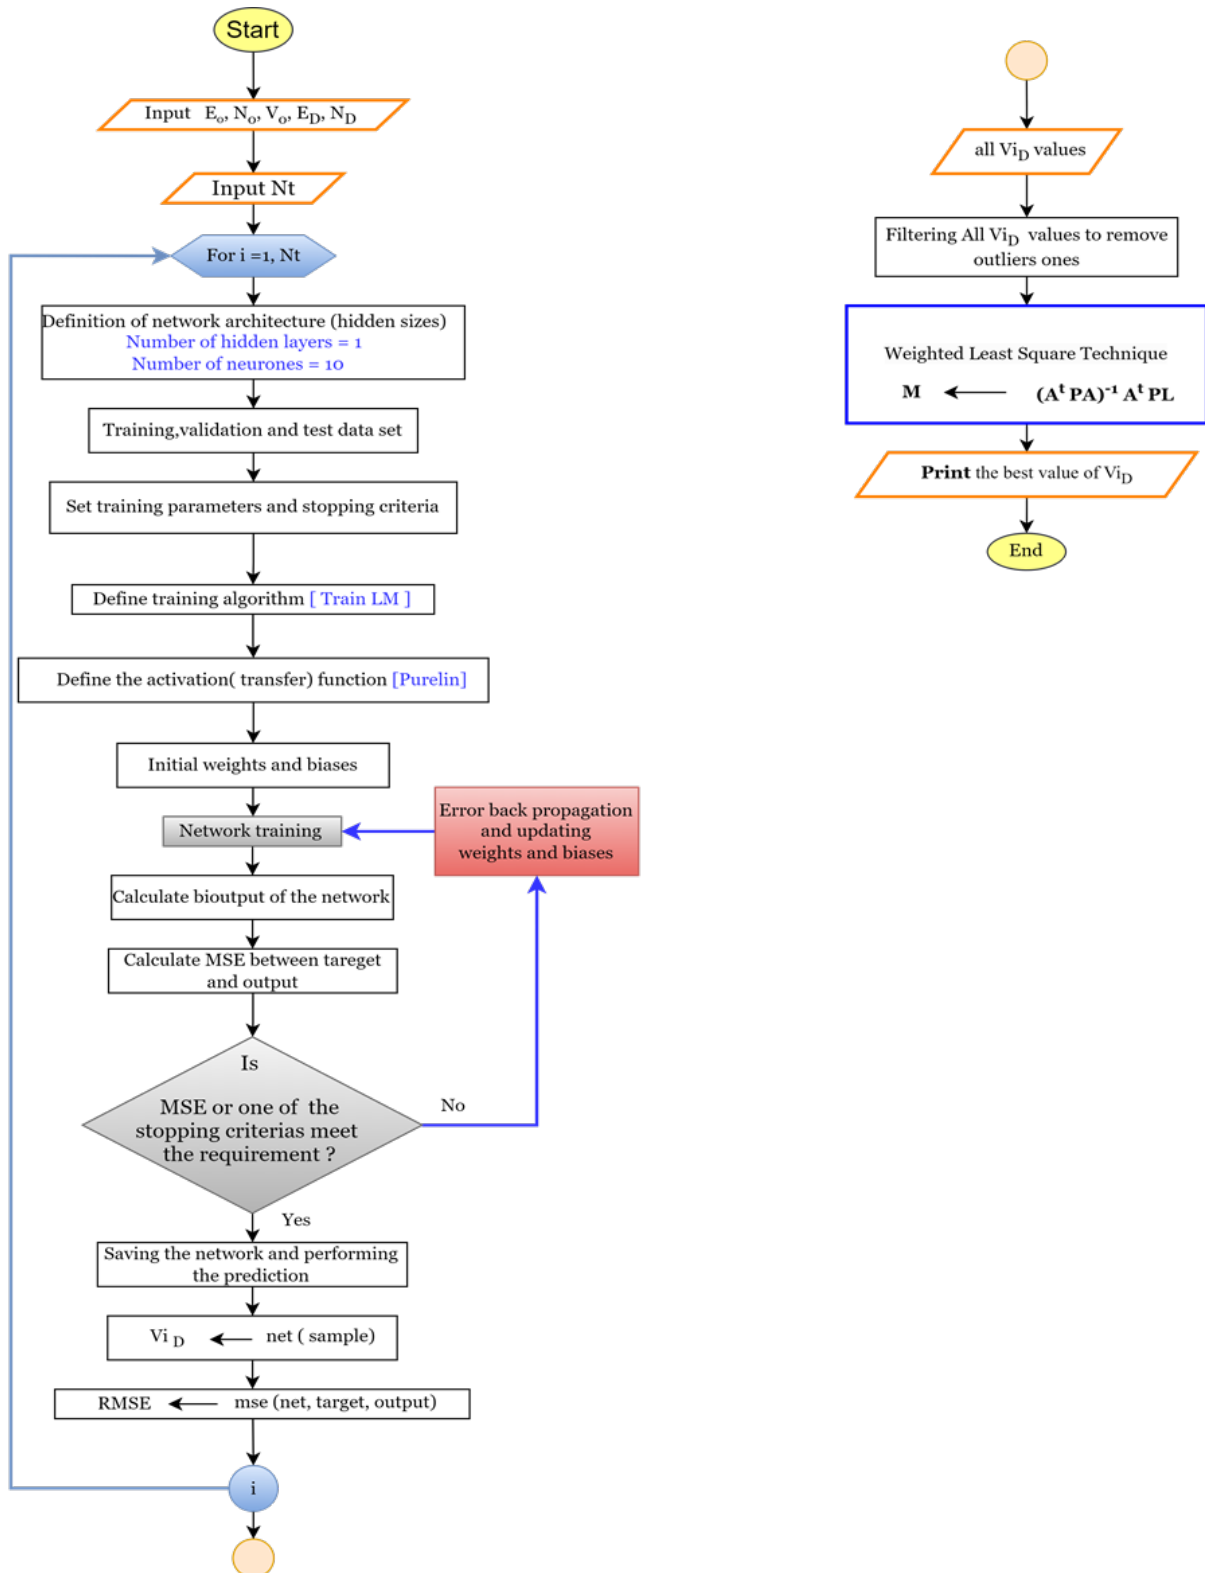 Start
Input E₀, N₀, V₀, E_D, N_D
Input Nt
For i =1, Nt
Definition of network architecture (hidden sizes)
Number of hidden layers = 1
Number of neurones = 10
Training,validation and test data set
Set training parameters and stopping criteria
Define training algorithm [ Train LM ]
Define the activation( transfer) function [Purelin]
Initial weights and biases
Network training
Error back propagation
and updating
weights and biases
Calculate bioutput of the network
Calculate MSE between tareget
and output
Is
MSE or one of the
stopping criterias meet
the requirement ?
No
Yes
Saving the network and performing
the prediction
Vi_D ← net ( sample)
RMSE ← mse (net, target, output)
i
all Vi_D values
Filtering All Vi_D values to remove
outliers ones
Weighted Least Square Technique
M ← (Aᵗ PA)⁻¹ Aᵗ PL
Print the best value of Vi_D
End